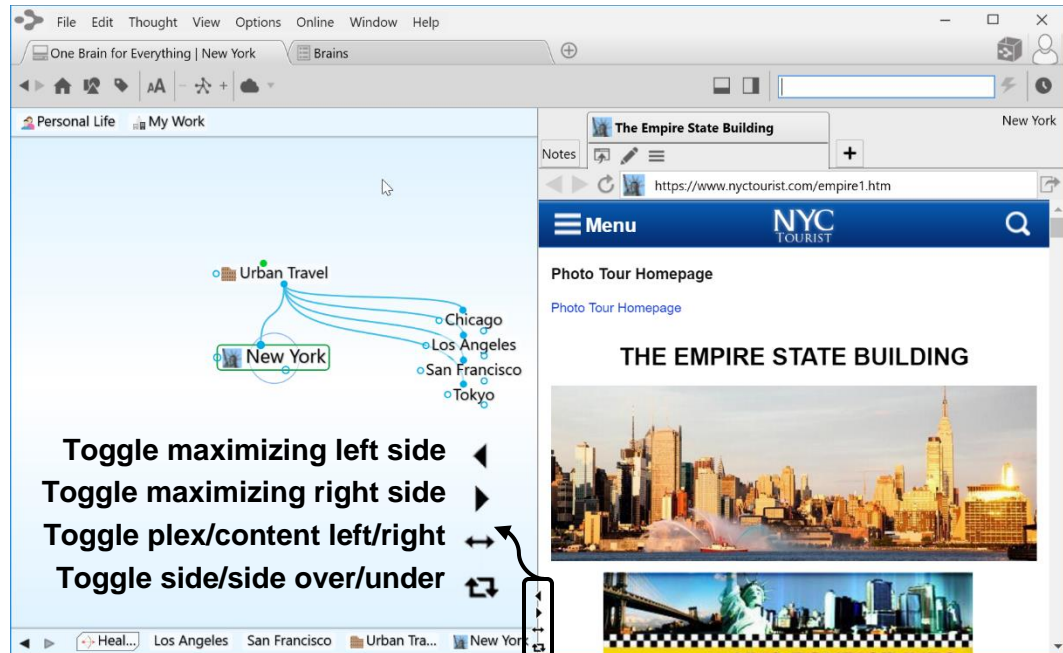 File Edit Thought View Options Online Window Help
One Brain for Everything | New York
Brains
AA
Personal Life
My Work
The Empire State Building
New York
Notes
https://www.nyctourist.com/empire1.htm
Menu
NYC
TOURIST
Photo Tour Homepage
Photo Tour Homepage
THE EMPIRE STATE BUILDING
Urban Travel
New York
Chicago
Los Angeles
San Francisco
Tokyo
Toggle maximizing left side
Toggle maximizing right side
Toggle plex/content left/right
Toggle side/side over/under
Heal... Los Angeles San Francisco Urban Tra... New York